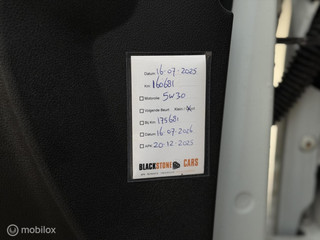 Datum 16-07-2025
Km 160681
Motorolie: 5W30
Volgende Beurt: Klein /
Bij Km: 175681
Datum: 16-07-2026
APK: 20-12-2025
BLACKSTONE CARS
mobilox